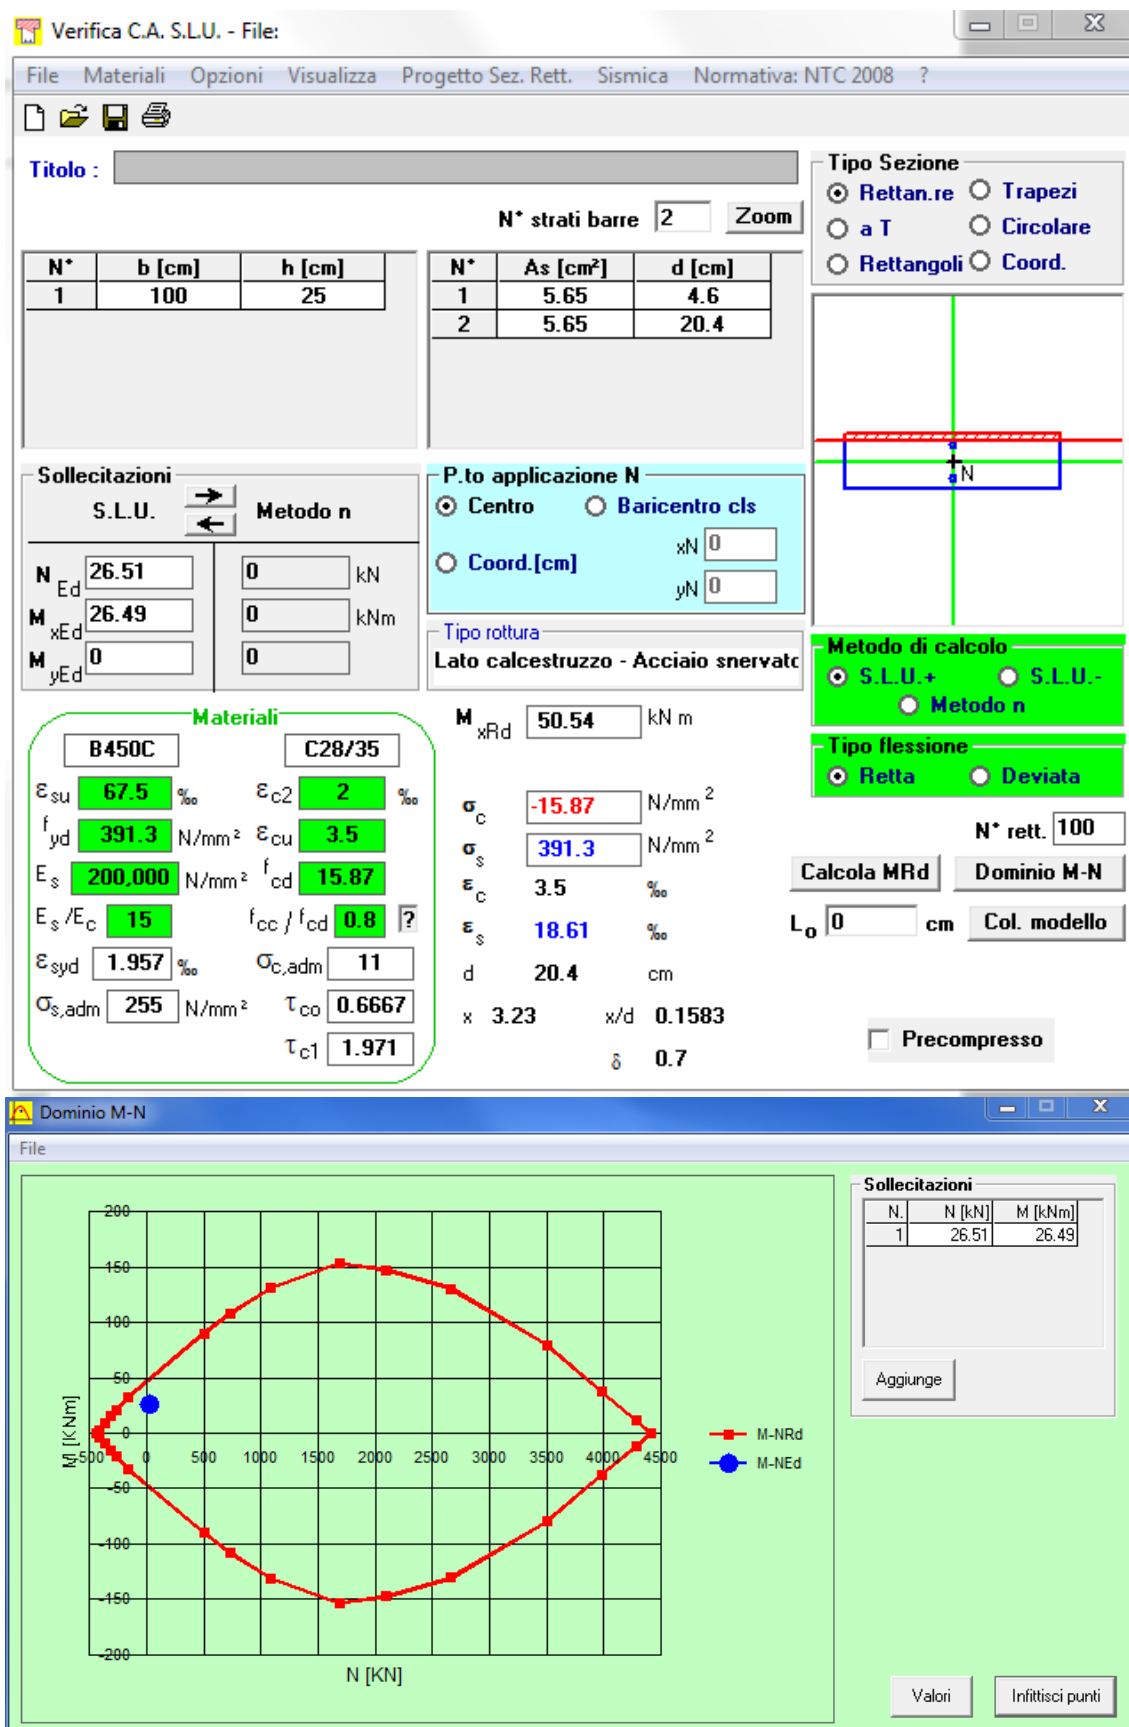 Verifica C.A. S.L.U. - File:
File Materiali Opzioni Visualizza Progetto Sez. Rett. Sismica Normativa: NTC 2008 ?
Titolo :
N° strati barre 2 Zoom
Tipo Sezione
Rettan.re Trapezi
a T Circolare
Rettangoli Coord.
N° b [cm] h [cm]
1 100 25
N° As [cm²] d [cm]
1 5.65 4.6
2 5.65 20.4
N
Sollecitazioni
S.L.U. Metodo n
N Ed 26.51 0 kN
M xEd 26.49 0 kNm
M yEd 0 0
P.to applicazione N
Centro Baricentro cls
Coord.[cm] xN 0
yN 0
Tipo rottura
Lato calcestruzzo - Acciaio snervato
Metodo di calcolo
S.L.U.+ S.L.U.-
Metodo n
Tipo flessione
Retta Deviata
Materiali
B450C C28/35
εsu 67.5 ‰ εc2 2 ‰
fyd 391.3 N/mm² εcu 3.5
Es 200,000 N/mm² fcd 15.87
Es/Ec 15 fcc / fcd 0.8 ?
εsyd 1.957 ‰ σc,adm 11
σs,adm 255 N/mm² τco 0.6667
τc1 1.971
M xRd 50.54 kN m
σc -15.87 N/mm²
σs 391.3 N/mm²
εc 3.5 ‰
εs 18.61 ‰
d 20.4 cm
x 3.23 x/d 0.1583
δ 0.7
N° rett. 100
Calcola MRd Dominio M-N
Lo 0 cm Col. modello
Precompresso
Dominio M-N
File
200
150
100
50
0
-50
-100
-150
-200
-500 0 500 1000 1500 2000 2500 3000 3500 4000 4500
M [KNm]
N [KN]
M-NRd
M-NEd
Sollecitazioni
N. N [kN] M [kNm]
1 26.51 26.49
Aggiunge
Valori Infittisci punti